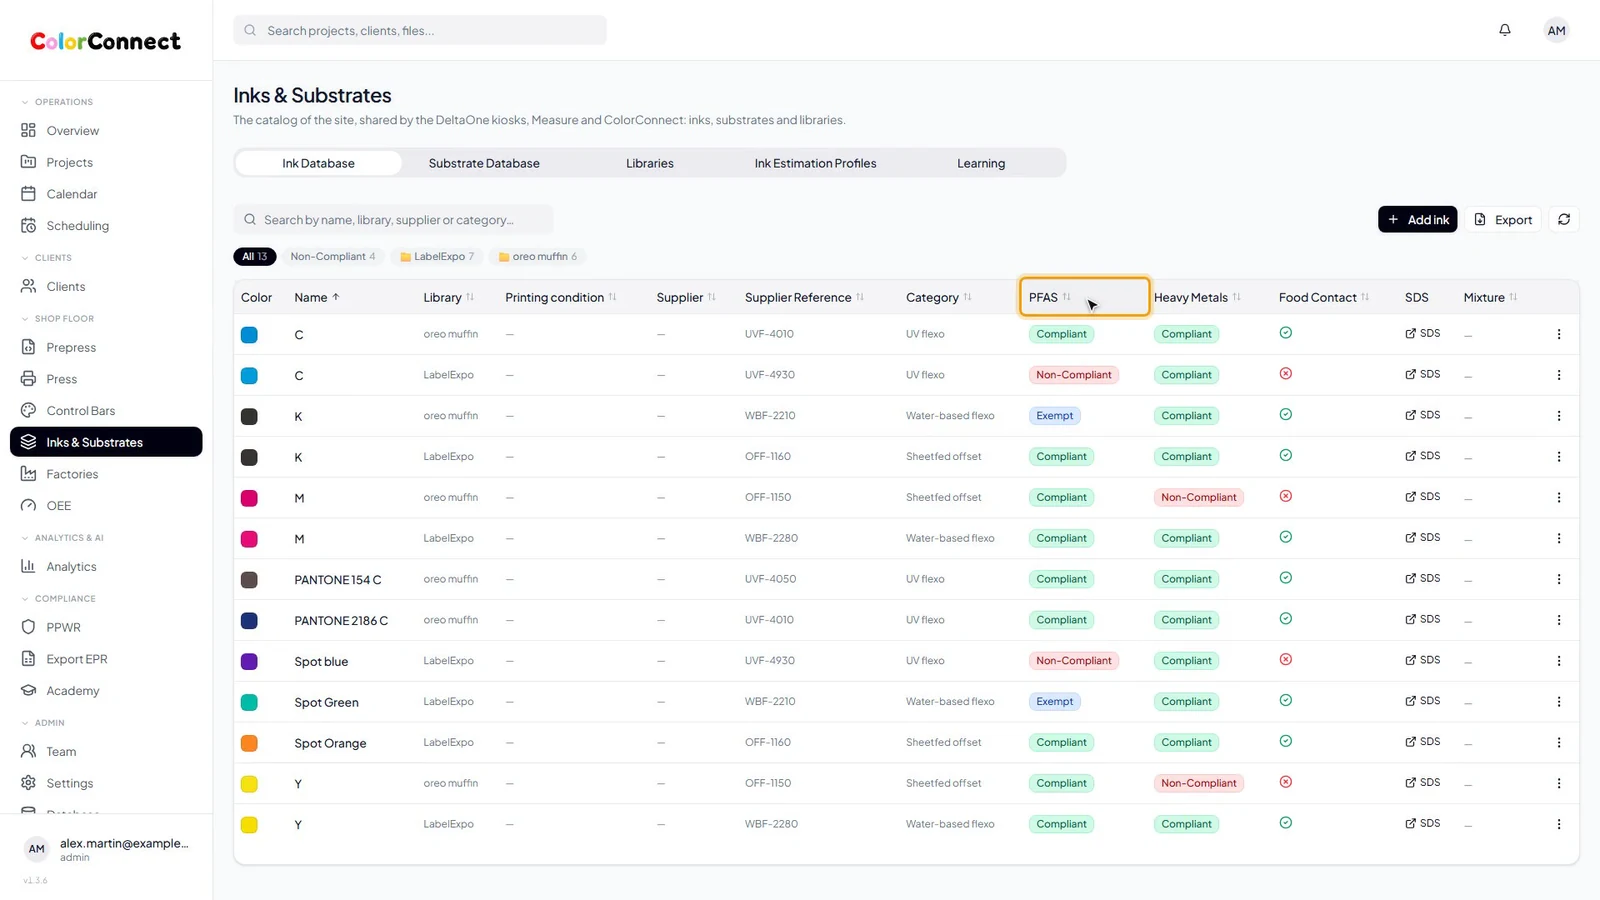 ColorConnect
Search projects, clients, files...
AM
OPERATIONS
Overview
Projects
Calendar
Scheduling
CLIENTS
Clients
SHOP FLOOR
Prepress
Press
Control Bars
Inks & Substrates
Factories
OEE
ANALYTICS & AI
Analytics
COMPLIANCE
PPWR
Export EPR
Academy
ADMIN
Team
Settings
AM
alex.martin@example...
admin
v1.3.6
Inks & Substrates
The catalog of the site, shared by the DeltaOne kiosks, Measure and ColorConnect: inks, substrates and libraries.
Ink Database Substrate Database Libraries Ink Estimation Profiles Learning
Search by name, library, supplier or category...
+ Add ink Export
All 13 Non-Compliant 4 LabelExpo 7 oreo muffin 6
Color Name ↑ Library Printing condition Supplier Supplier Reference Category PFAS Heavy Metals Food Contact SDS Mixture
C oreo muffin — — UVF-4010 UV flexo Compliant Compliant SDS —
C LabelExpo — — UVF-4930 UV flexo Non-Compliant Compliant SDS —
K oreo muffin — — WBF-2210 Water-based flexo Exempt Compliant SDS —
K LabelExpo — — OFF-1160 Sheetfed offset Compliant Compliant SDS —
M oreo muffin — — OFF-1150 Sheetfed offset Compliant Non-Compliant SDS —
M LabelExpo — — WBF-2280 Water-based flexo Compliant Compliant SDS —
PANTONE 154 C oreo muffin — — UVF-4050 UV flexo Compliant Compliant SDS —
PANTONE 2186 C oreo muffin — — UVF-4010 UV flexo Compliant Compliant SDS —
Spot blue LabelExpo — — UVF-4930 UV flexo Non-Compliant Compliant SDS —
Spot Green LabelExpo — — WBF-2210 Water-based flexo Exempt Compliant SDS —
Spot Orange LabelExpo — — OFF-1160 Sheetfed offset Compliant Compliant SDS —
Y oreo muffin — — OFF-1150 Sheetfed offset Compliant Non-Compliant SDS —
Y LabelExpo — — WBF-2280 Water-based flexo Compliant Compliant SDS —